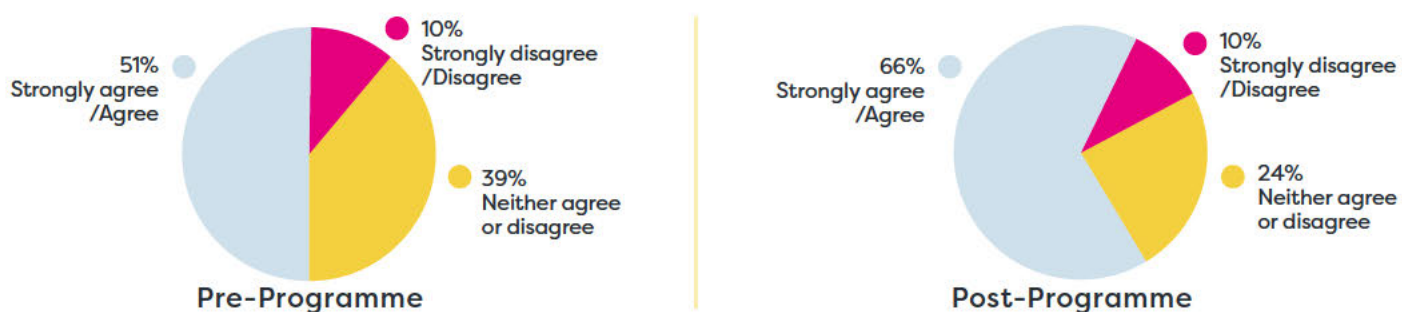 51%
Strongly agree
/Agree
10%
Strongly disagree
/Disagree
39%
Neither agree
or disagree
Pre-Programme
66%
Strongly agree
/Agree
10%
Strongly disagree
/Disagree
24%
Neither agree
or disagree
Post-Programme